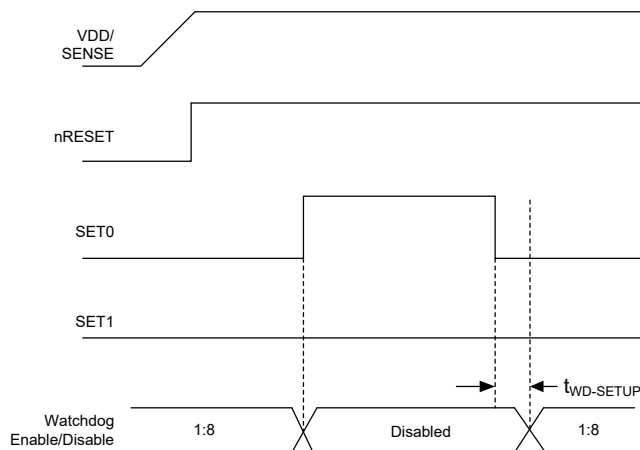 VDD/
SENSE
nRESET
SET0
SET1
tWD-SETUP
Watchdog
Enable/Disable
1:8
Disabled
1:8